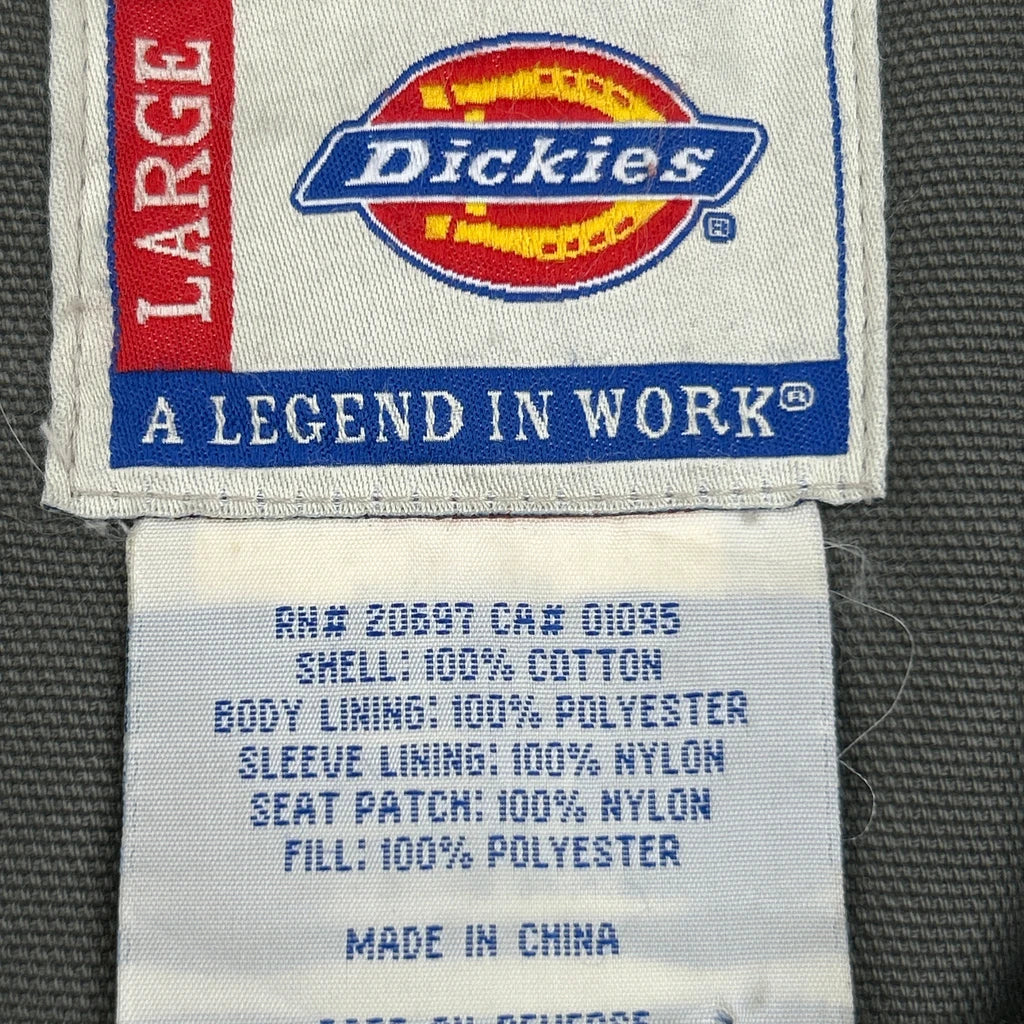 LARGE
Dickies
®
A LEGEND IN WORK®
RN# 20697 CA# 01095
SHELL: 100% COTTON
BODY LINING: 100% POLYESTER
SLEEVE LINING: 100% NYLON
SEAT PATCH: 100% NYLON
FILL: 100% POLYESTER
MADE IN CHINA
REVERSE